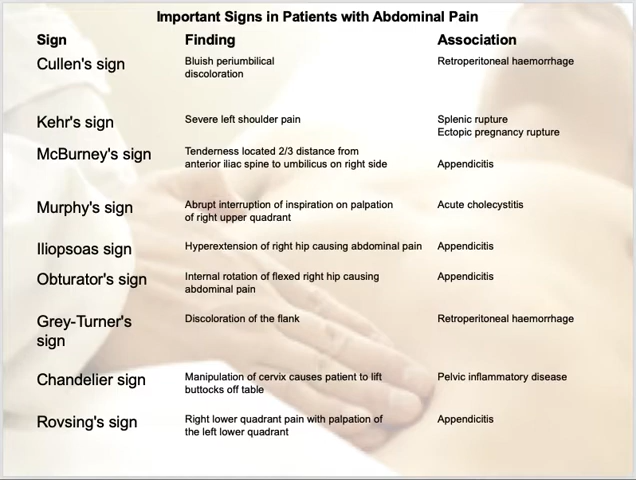 Important Signs in Patients with Abdominal Pain
Sign Finding Association
Cullen's sign Bluish periumbilical Retroperitoneal haemorrhage
discoloration
Kehr's sign Severe left shoulder pain Splenic rupture
Ectopic pregnancy rupture
McBurney's sign Tenderness located 2/3 distance from
anterior iliac spine to umbilicus on right side Appendicitis
Murphy's sign Abrupt interruption of inspiration on palpation Acute cholecystitis
of right upper quadrant
Iliopsoas sign Hyperextension of right hip causing abdominal pain Appendicitis
Obturator's sign Internal rotation of flexed right hip causing Appendicitis
abdominal pain
Grey-Turner's Discoloration of the flank Retroperitoneal haemorrhage
sign
Chandelier sign Manipulation of cervix causes patient to lift Pelvic inflammatory disease
buttocks off table
Rovsing's sign Right lower quadrant pain with palpation of Appendicitis
the left lower quadrant